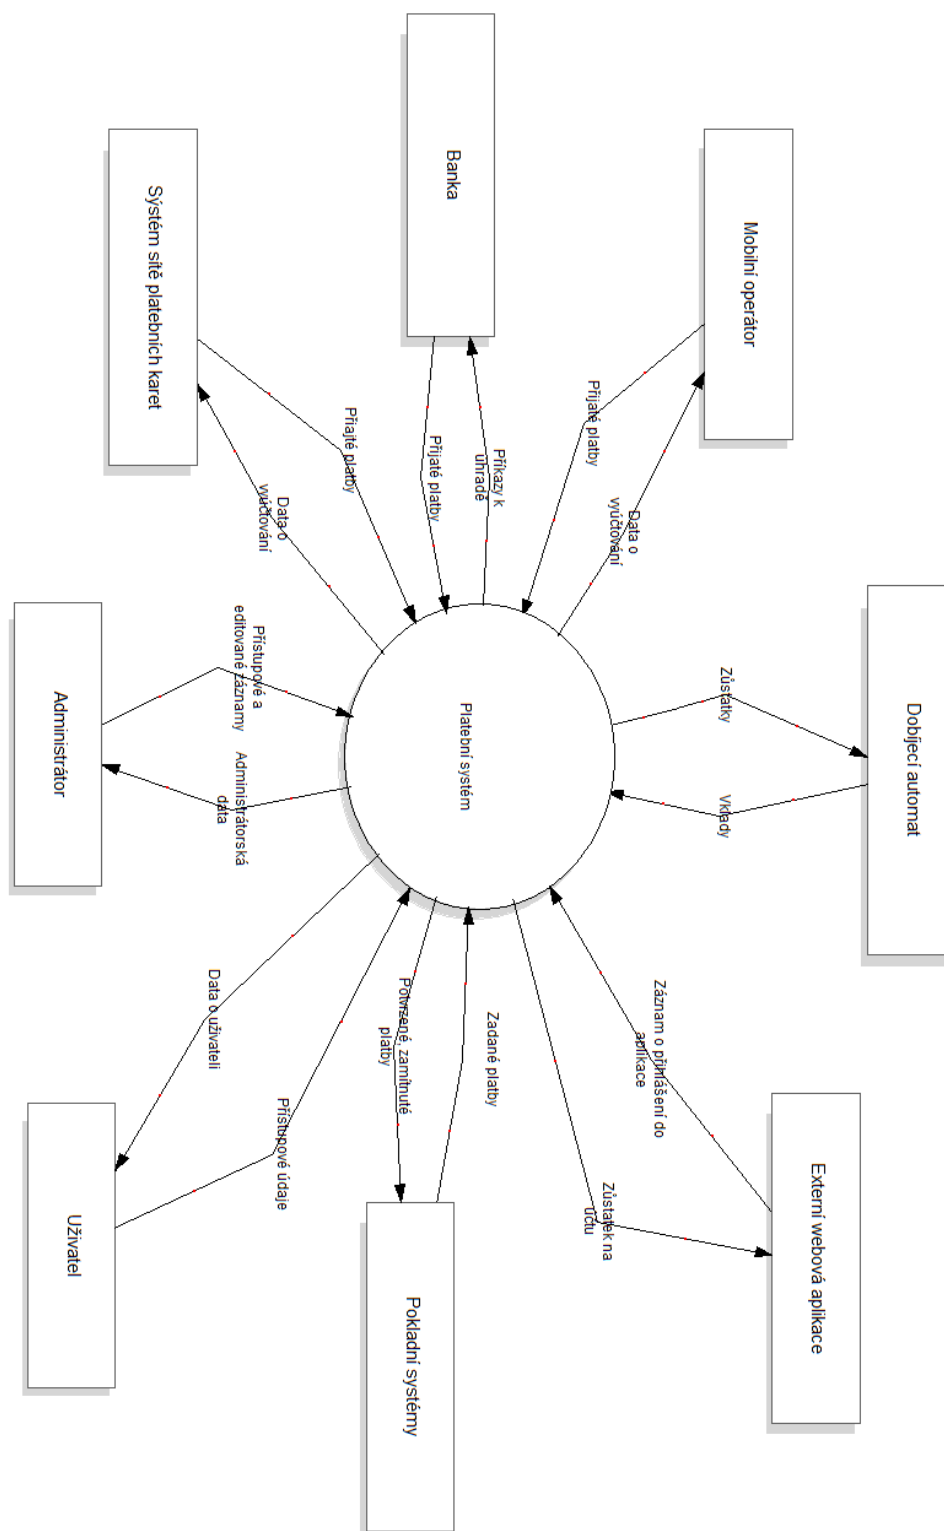 Dobíjecí automat
Externí webová aplikace
Mobilní operátor
Zůstatky
Vklady
Záznam o přihlášení do
aplikace
Data o
vyúčtování
Zůstatek na
účtu
Přijaté platby
Příkazy k
úhradě
Zadané platby
Platební systém
Banka
Přijaté platby
Pokladní systémy
Potvrzené, zamítnuté
platby
Přiajté platby
Data o
vyúčtování
Přístupové údaje
Přístupové a
editované záznamy
Administrátorská
data
Data o uživateli
Sýstém sítě platebních karet
Uživatel
Administrátor